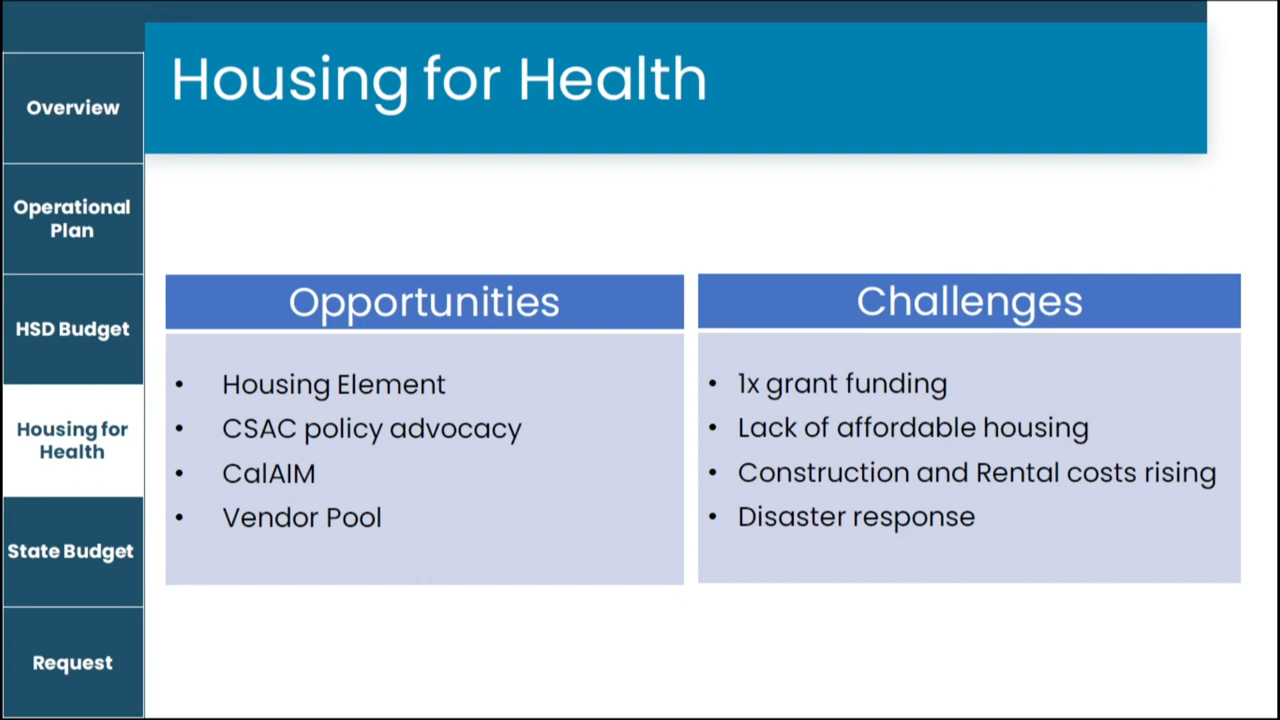 Housing for Health
Overview
Operational
Plan
HSD Budget
Housing for
Health
State Budget
Request
Opportunities
• Housing Element
• CSAC policy advocacy
• CalAIM
• Vendor Pool
Challenges
• 1x grant funding
• Lack of affordable housing
• Construction and Rental costs rising
• Disaster response